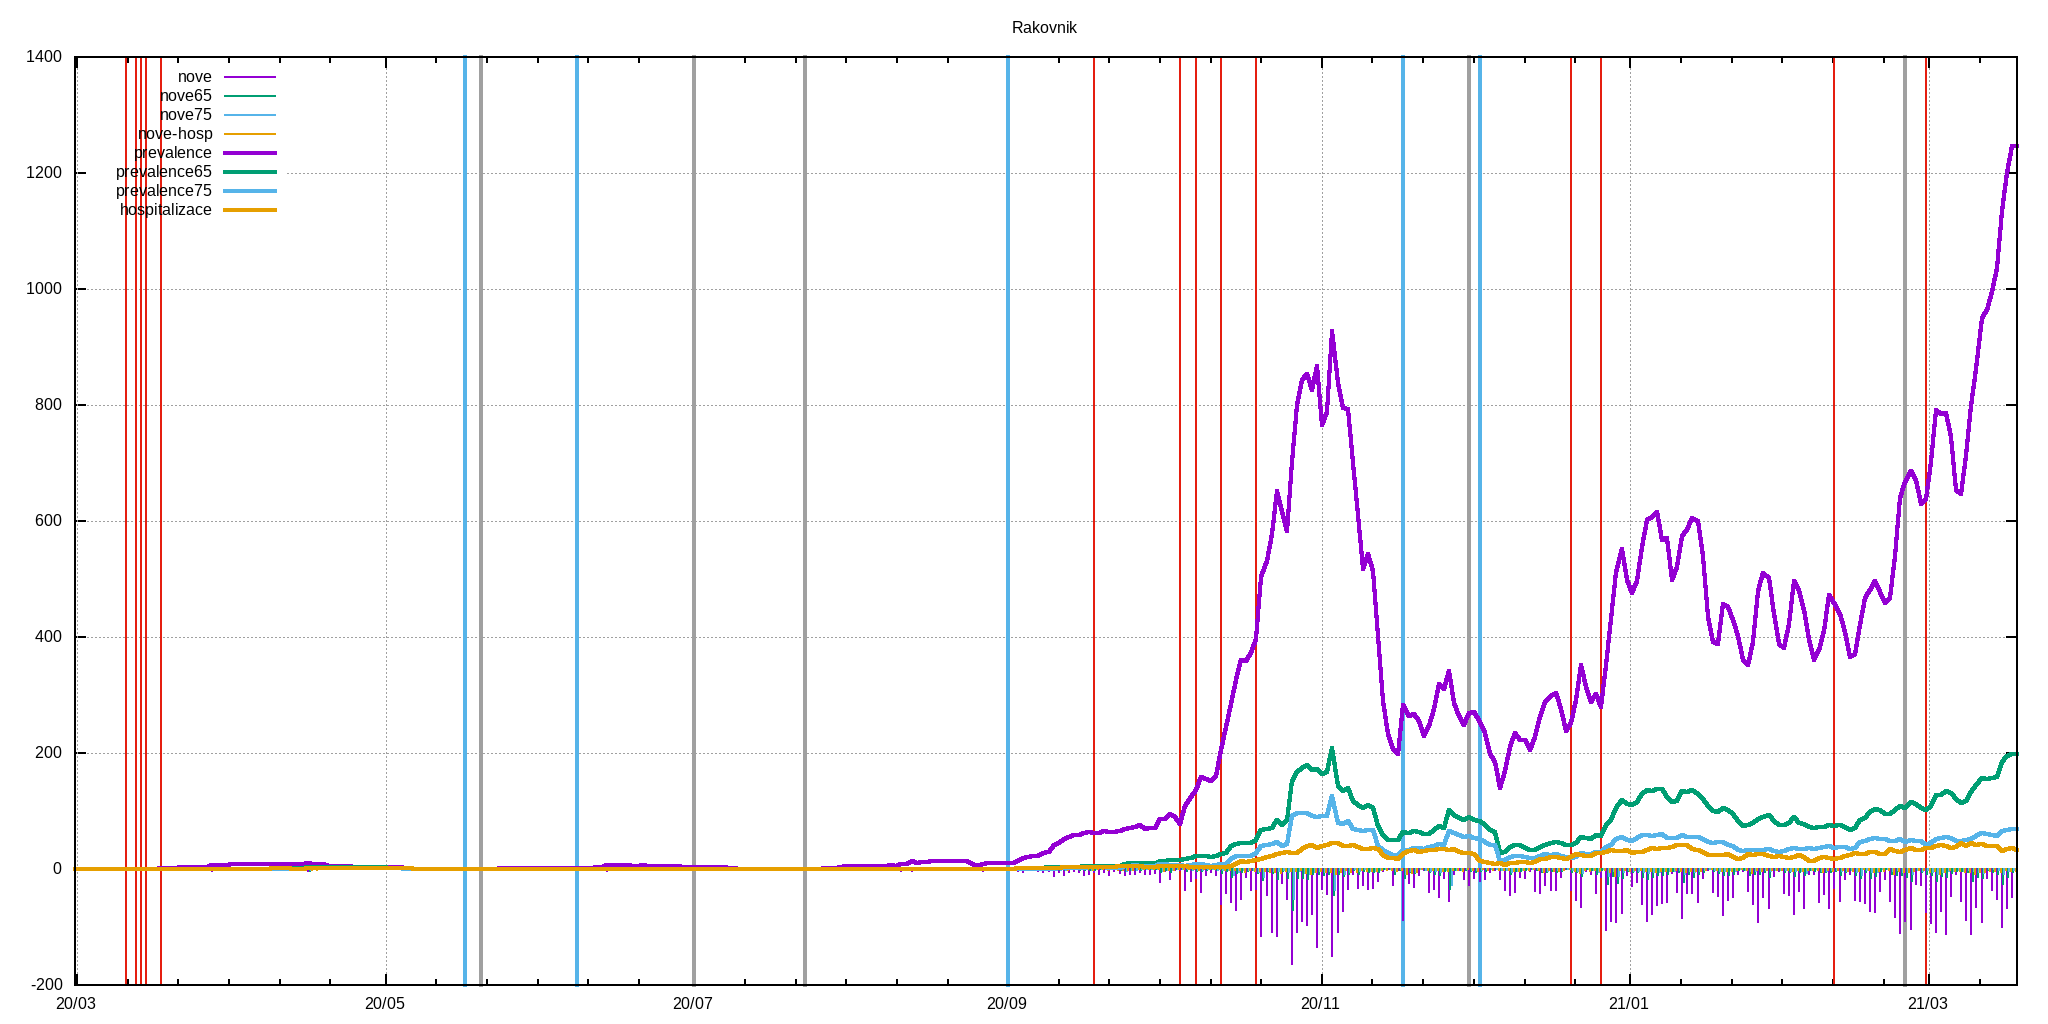 Rakovnik
1400
1200
1000
800
600
400
200
0
-200
nove
nove65
nove75
nove-hosp
prevalence
prevalence65
prevalence75
hospitalizace
20/03 20/05 20/07 20/09 20/11 21/01 21/03